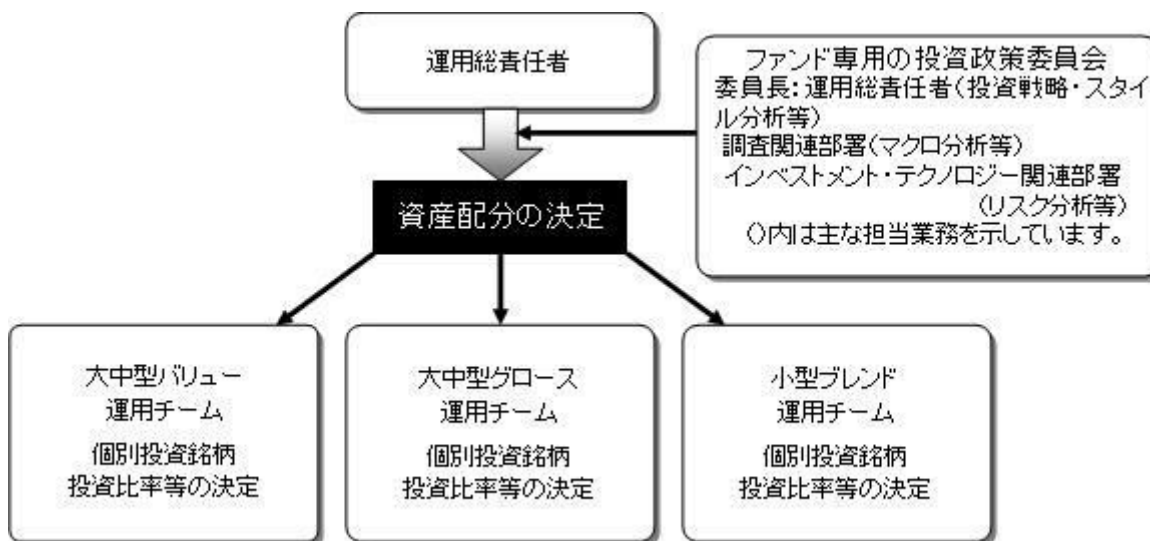 運用総責任者
ファンド専用の投資政策委員会
委員長:運用総責任者(投資戦略・スタイ
ル分析等)
調査関連部署(マクロ分析等)
インベストメント・テクノロジー関連部署
(リスク分析等)
()内は主な担当業務を示しています。
資産配分の決定
大中型バリュー
運用チーム
個別投資銘柄
投資比率等の決定
大中型グロース
運用チーム
個別投資銘柄
投資比率等の決定
小型ブレンド
運用チーム
個別投資銘柄
投資比率等の決定